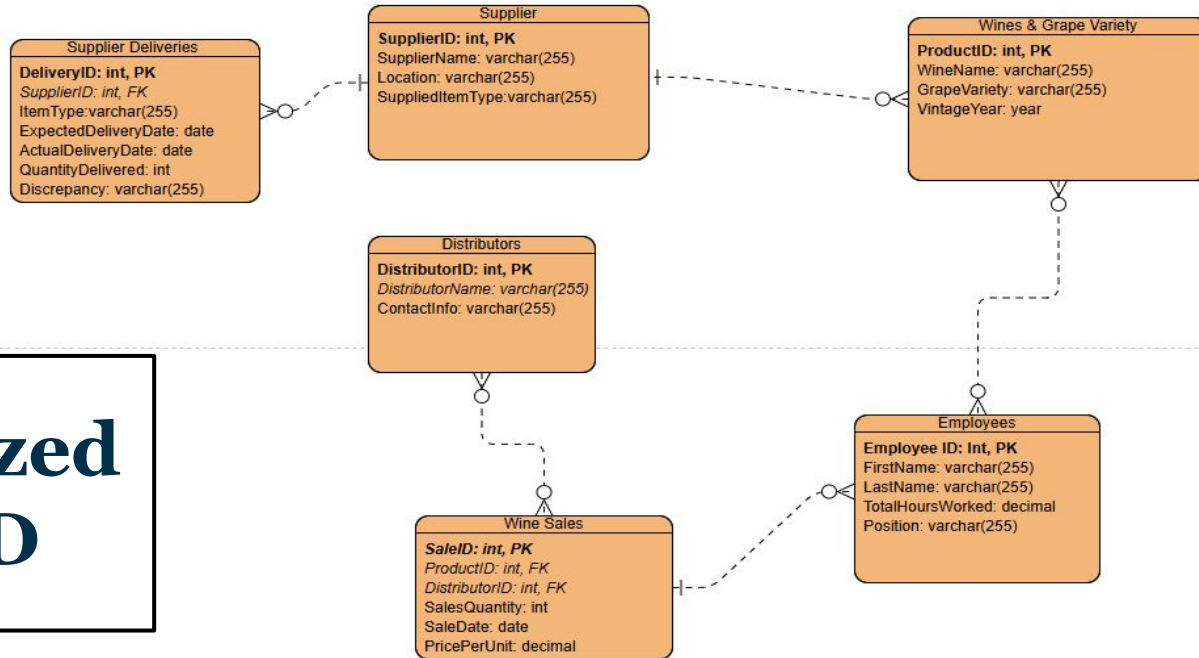 Supplier Deliveries
DeliveryID: int, PK
SupplierID: int, FK
ItemType:varchar(255)
ExpectedDeliveryDate: date
ActualDeliveryDate: date
QuantityDelivered: int
Discrepancy: varchar(255)
Supplier
SupplierID: int, PK
SupplierName: varchar(255)
Location: varchar(255)
SuppliedItemType:varchar(255)
Wines & Grape Variety
ProductID: int, PK
WineName: varchar(255)
GrapeVariety: varchar(255)
VintageYear: year
Distributors
DistributorID: int, PK
DistributorName: varchar(255)
ContactInfo: varchar(255)
zed
D
Wine Sales
SaleID: int, PK
ProductID: int, FK
DistributorID: int, FK
SalesQuantity: int
SaleDate: date
PricePerUnit: decimal
Employees
Employee ID: Int, PK
FirstName: varchar(255)
LastName: varchar(255)
TotalHoursWorked: decimal
Position: varchar(255)